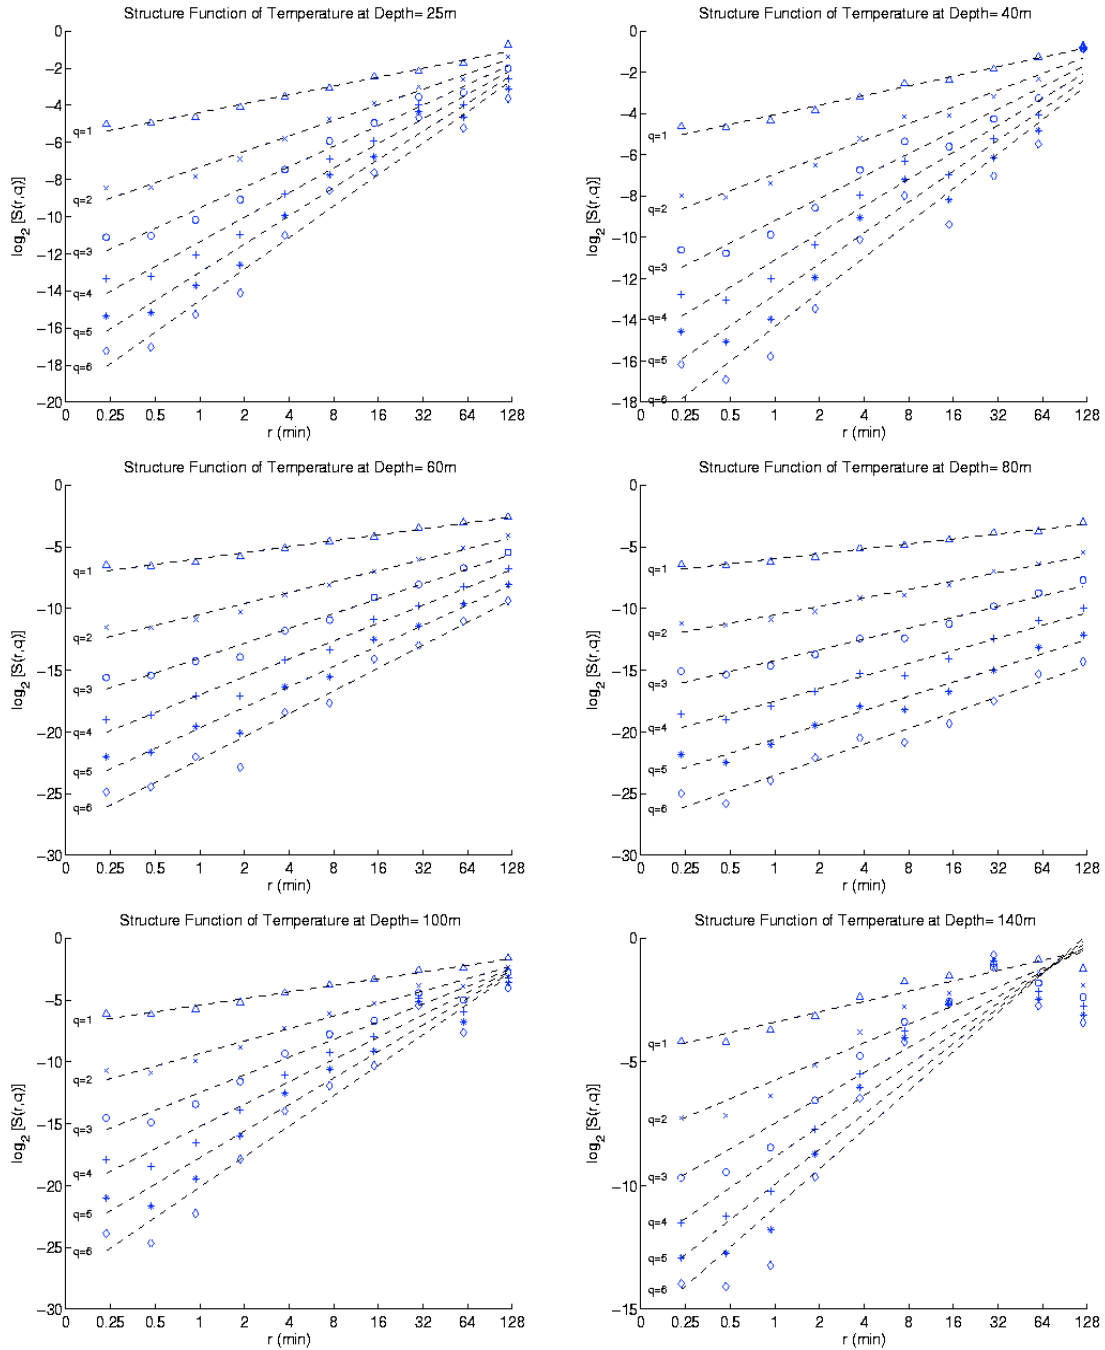 Structure Function of Temperature at Depth= 25m
0
−2
−4
−6
−8
−10
−12
−14
−16
−18
−20
log2 [S(r,q)]
q=1
q=2
q=3
q=4
q=5
q=6
0 0.25 0.5 1 2 4 8 16 32 64 128
r (min)
Structure Function of Temperature at Depth= 40m
0
−2
−4
−6
−8
−10
−12
−14
−16
−18
log2 [S(r,q)]
q=1
q=2
q=3
q=4
q=5
q=6
0 0.25 0.5 1 2 4 8 16 32 64 128
r (min)
Structure Function of Temperature at Depth= 60m
0
−5
−10
−15
−20
−25
−30
log2 [S(r,q)]
q=1
q=2
q=3
q=4
q=5
q=6
0 0.25 0.5 1 2 4 8 16 32 64 128
r (min)
Structure Function of Temperature at Depth= 80m
0
−5
−10
−15
−20
−25
−30
log2 [S(r,q)]
q=1
q=2
q=3
q=4
q=5
q=6
0 0.25 0.5 1 2 4 8 16 32 64 128
r (min)
Structure Function of Temperature at Depth= 100m
0
−5
−10
−15
−20
−25
−30
log2 [S(r,q)]
q=1
q=2
q=3
q=4
q=5
q=6
0 0.25 0.5 1 2 4 8 16 32 64 128
r (min)
Structure Function of Temperature at Depth= 140m
0
−5
−10
−15
log2 [S(r,q)]
q=1
q=2
q=3
q=4
q=5
q=6
0 0.25 0.5 1 2 4 8 16 32 64 128
r (min)